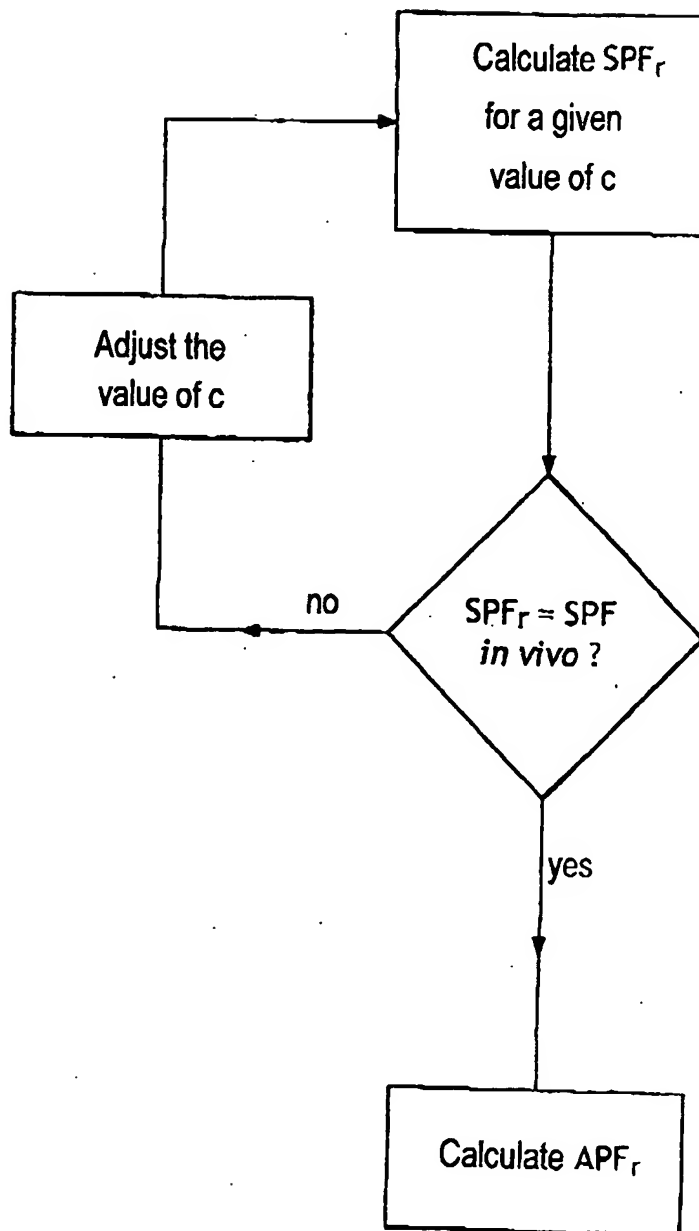 Calculate SPFr
for a given
value of c
Adjust the
value of c
no
SPFr = SPF
in vivo ?
yes
Calculate APFr